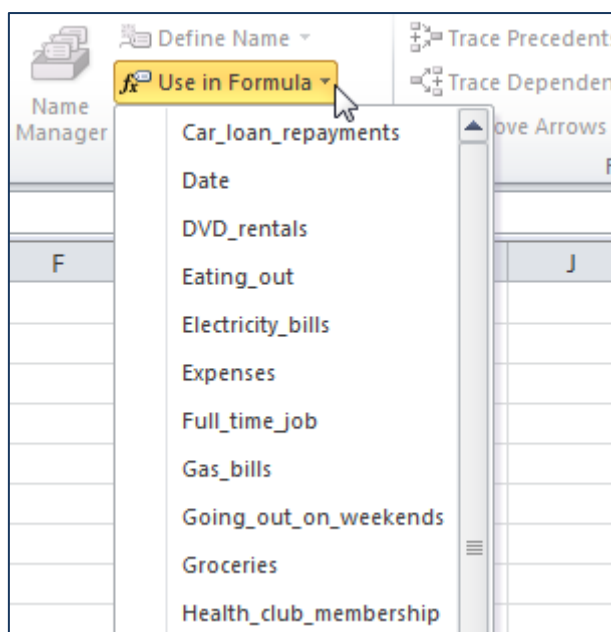 Define Name
Trace Precedents
Use in Formula
Trace Dependen
Name
Manager
ove Arrows
F
J
Car_loan_repayments
Date
DVD_rentals
Eating_out
Electricity_bills
Expenses
Full_time_job
Gas_bills
Going_out_on_weekends
Groceries
Health_club_membership